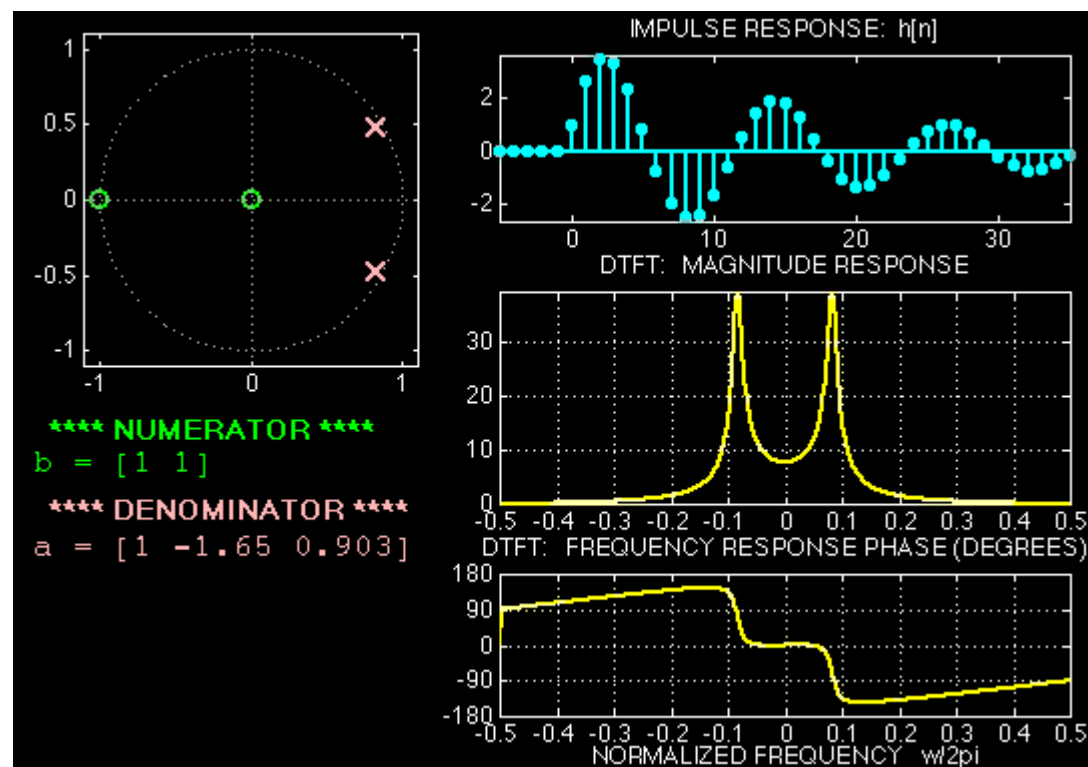 1
0.5
0
-0.5
-1
-1 0 1
**** NUMERATOR ****
b = [1 1]
**** DENOMINATOR ****
a = [1 -1.65 0.903]
IMPULSE RESPONSE: h[n]
2
0
-2
0 10 20 30
DTFT: MAGNITUDE RESPONSE
30
20
10
0
-0.5 -0.4 -0.3 -0.2 -0.1 0 0.1 0.2 0.3 0.4 0.5
DTFT: FREQUENCY RESPONSE PHASE (DEGREES)
180
90
0
-90
-180
-0.5 -0.4 -0.3 -0.2 -0.1 0 0.1 0.2 0.3 0.4 0.5
NORMALIZED FREQUENCY w/2pi